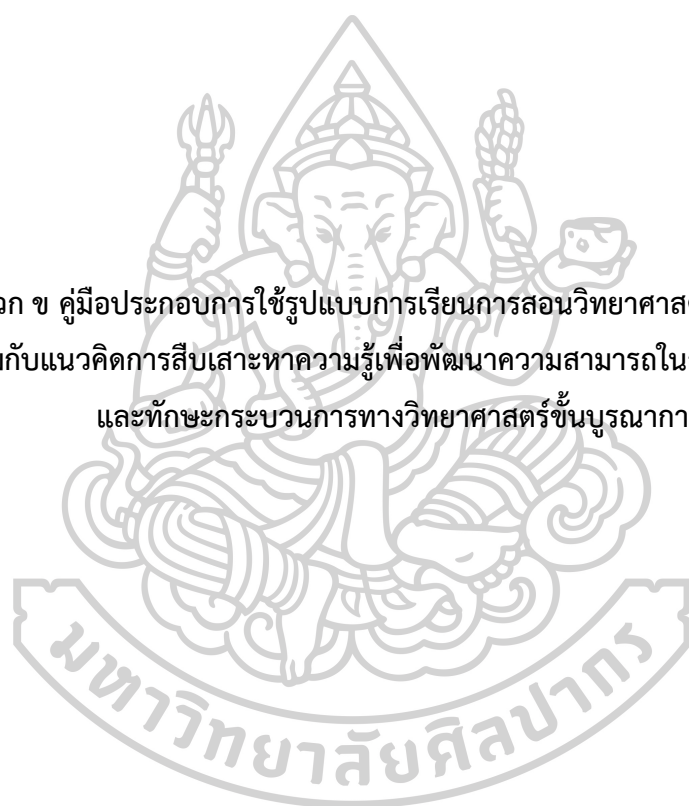 วก ข คู่มือประกอบการใช้รูปแบบการเรียนการสอนวิทยาศาส
กับแนวคิดการสืบเสาะหาความรู้เพื่อพัฒนาความสามารถใน
และทักษะกระบวนการทางวิทยาศาสตร์ขั้นบูรณากา
มหาวิทยาลัยศิลปากร